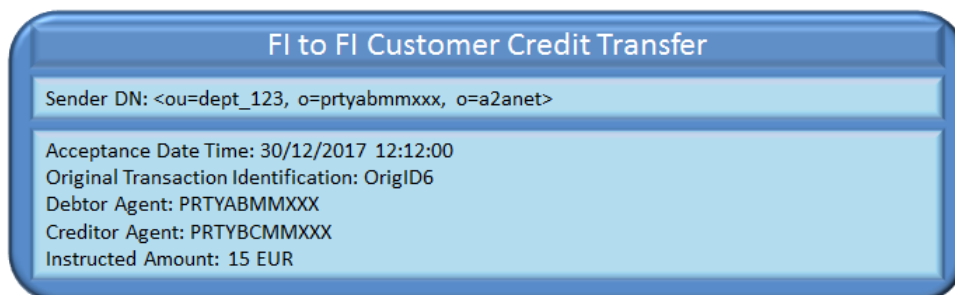 FI to FI Customer Credit Transfer
Sender DN: <ou=dept_123, o=prtyabmmxxx, o=a2anet>
Acceptance Date Time: 30/12/2017 12:12:00
Original Transaction Identification: OrigID6
Debtor Agent: PRTYABMMXXX
Creditor Agent: PRTYBCMMXXX
Instructed Amount: 15 EUR